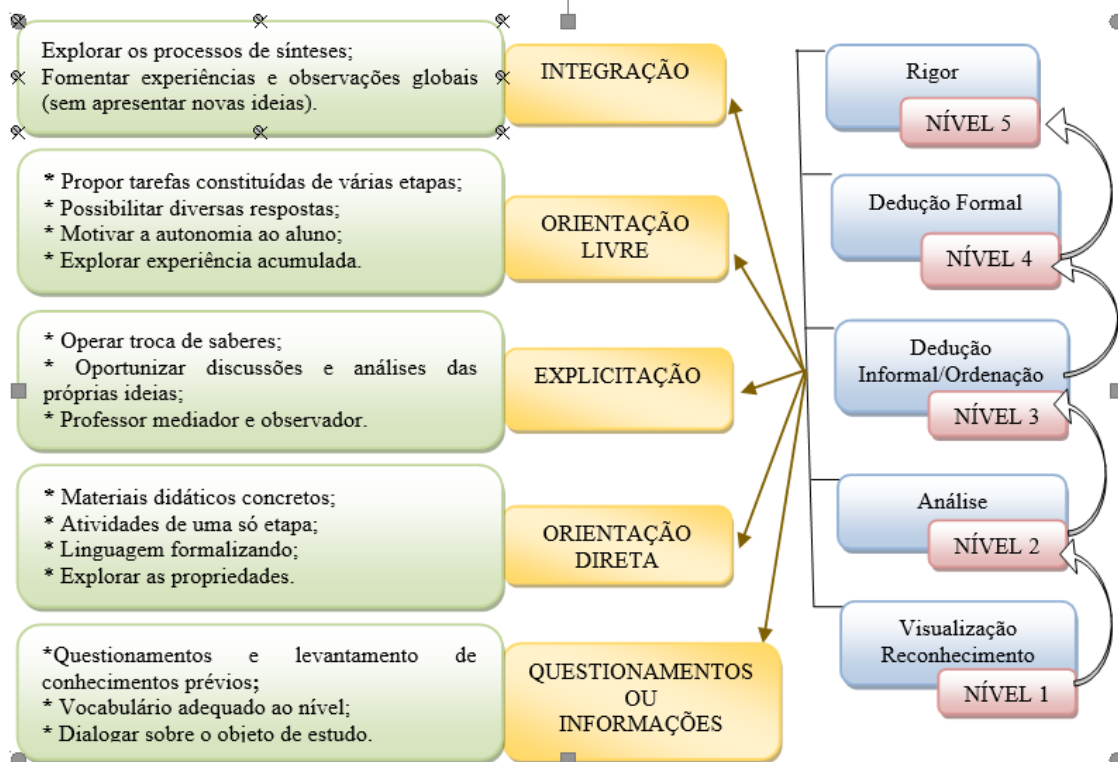 Explorar os processos de sínteses;
Fomentar experiências e observações globais
(sem apresentar novas ideias).
INTEGRAÇÃO
* Propor tarefas constituídas de várias etapas;
* Possibilitar diversas respostas;
* Motivar a autonomia ao aluno;
* Explorar experiência acumulada.
ORIENTAÇÃO
LIVRE
* Operar troca de saberes;
* Oportunizar discussões e análises das
próprias ideias;
* Professor mediador e observador.
EXPLICITAÇÃO
* Materiais didáticos concretos;
* Atividades de uma só etapa;
* Linguagem formalizando;
* Explorar as propriedades.
ORIENTAÇÃO
DIRETA
*Questionamentos e levantamento de
conhecimentos prévios;
* Vocabulário adequado ao nível;
* Dialogar sobre o objeto de estudo.
QUESTIONAMENTOS
OU
INFORMAÇÕES
Rigor
NÍVEL 5
Dedução Formal
NÍVEL 4
Dedução
Informal/Ordenação
NÍVEL 3
Análise
NÍVEL 2
Visualização
Reconhecimento
NÍVEL 1